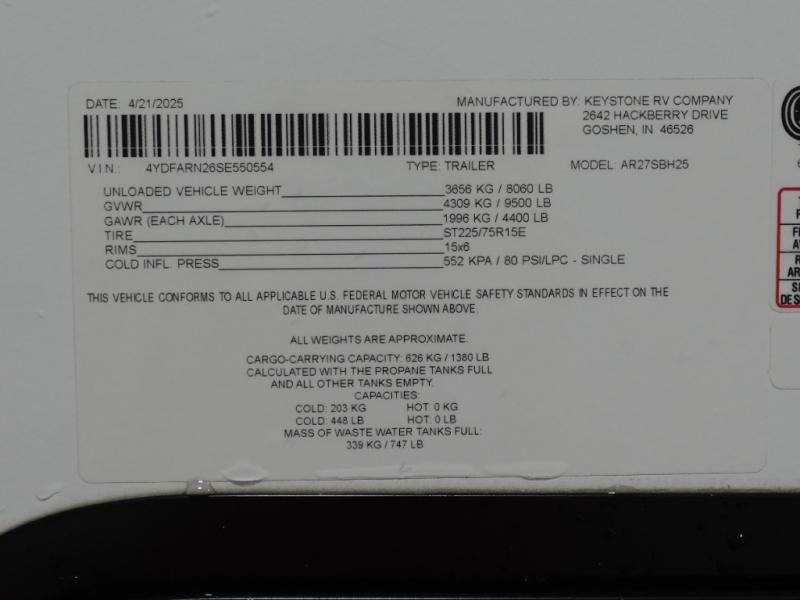 DATE: 4/21/2025
MANUFACTURED BY: KEYSTONE RV COMPANY
2642 HACKBERRY DRIVE
GOSHEN, IN 46526
V I N.: 4YDFARN26SE550554 TYPE: TRAILER MODEL: AR27SBH25
UNLOADED VEHICLE WEIGHT 3656 KG / 8060 LB
GVWR 4309 KG / 9500 LB
GAWR (EACH AXLE) 1996 KG / 4400 LB
TIRE ST225/75R15E
RIMS 15x6
COLD INFL. PRESS 552 KPA / 80 PSI/LPC - SINGLE
THIS VEHICLE CONFORMS TO ALL APPLICABLE U.S. FEDERAL MOTOR VEHICLE SAFETY STANDARDS IN EFFECT ON THE
DATE OF MANUFACTURE SHOWN ABOVE.
ALL WEIGHTS ARE APPROXIMATE.
CARGO-CARRYING CAPACITY: 626 KG / 1380 LB
CALCULATED WITH THE PROPANE TANKS FULL
AND ALL OTHER TANKS EMPTY.
CAPACITIES:
COLD: 203 KG HOT: 0 KG
COLD: 448 LB HOT: 0 LB
MASS OF WASTE WATER TANKS FULL:
339 KG / 747 LB